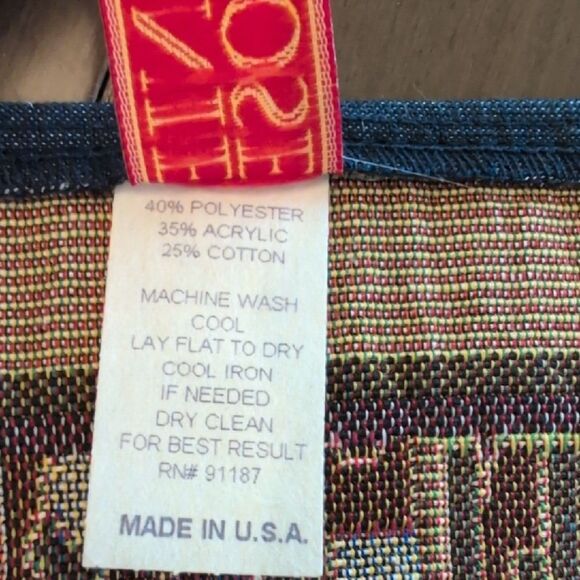 40% POLYESTER
35% ACRYLIC
25% COTTON
MACHINE WASH
COOL
LAY FLAT TO DRY
COOL IRON
IF NEEDED
DRY CLEAN
FOR BEST RESULT
RN# 91187
MADE IN U.S.A.